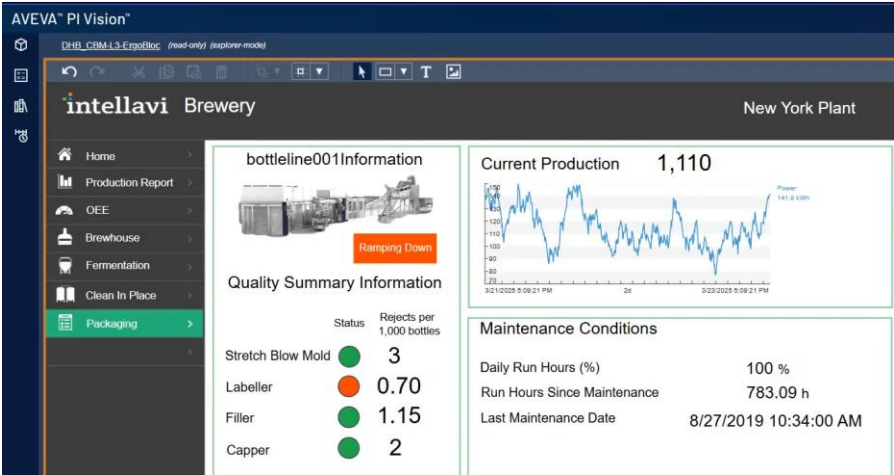 AVEVA™ PI Vision™
DHB_CBM-L3-ErgoBloc (read-only) (explorer-mode)
T
intellavi Brewery
New York Plant
Home
Production Report
OEE
Brewhouse
Fermentation
Clean In Place
Packaging
bottleline001Information
Ramping Down
Quality Summary Information
Status
Rejects per
1,000 bottles
Stretch Blow Mold 3
Labeller 0.70
Filler 1.15
Capper 2
Current Production 1,110
150
120
110
100
90
80
70
3/21/2025 5:09:21 PM 2d 3/23/2025 5:09:21 PM
Power
141.8 kWh
Maintenance Conditions
Daily Run Hours (%) 100 %
Run Hours Since Maintenance 783.09 h
Last Maintenance Date 8/27/2019 10:34:00 AM